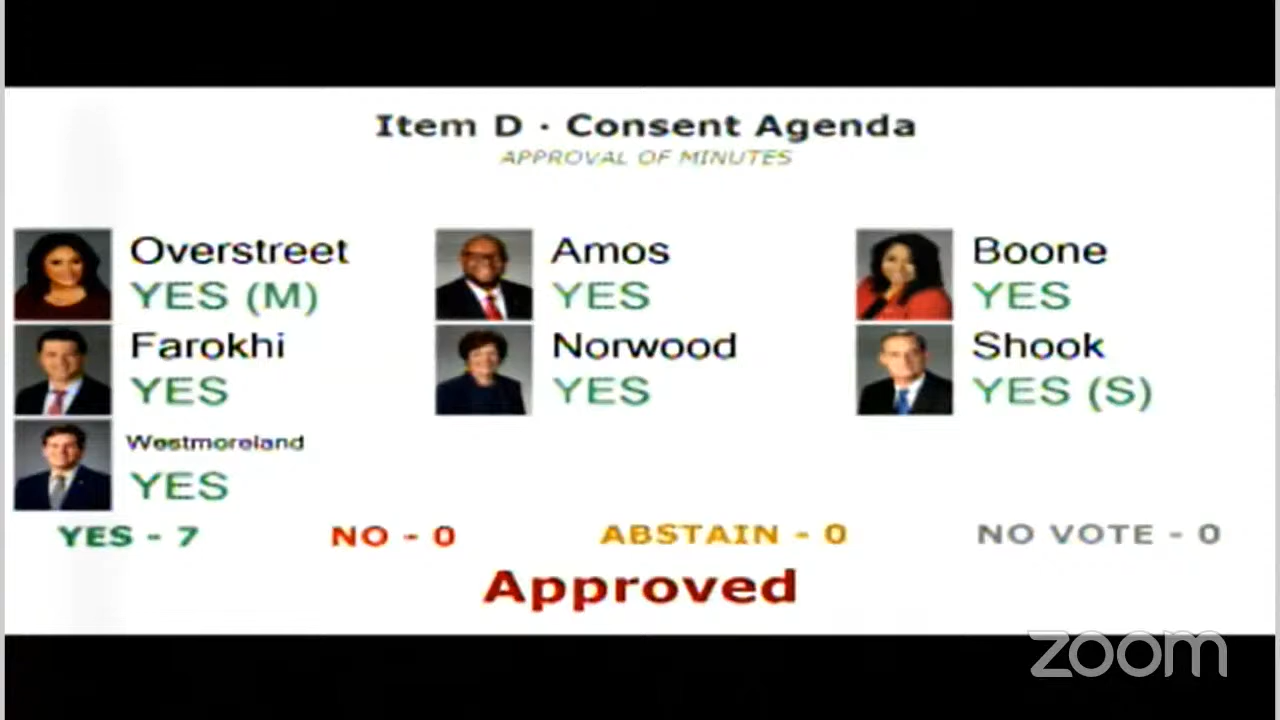 Item D · Consent Agenda
APPROVAL OF MINUTES
Overstreet
YES (M)
Amos
YES
Boone
YES
Farokhi
YES
Norwood
YES
Shook
YES (S)
Westmoreland
YES
YES - 7
NO - 0
ABSTAIN - 0
NO VOTE - 0
Approved
zoom